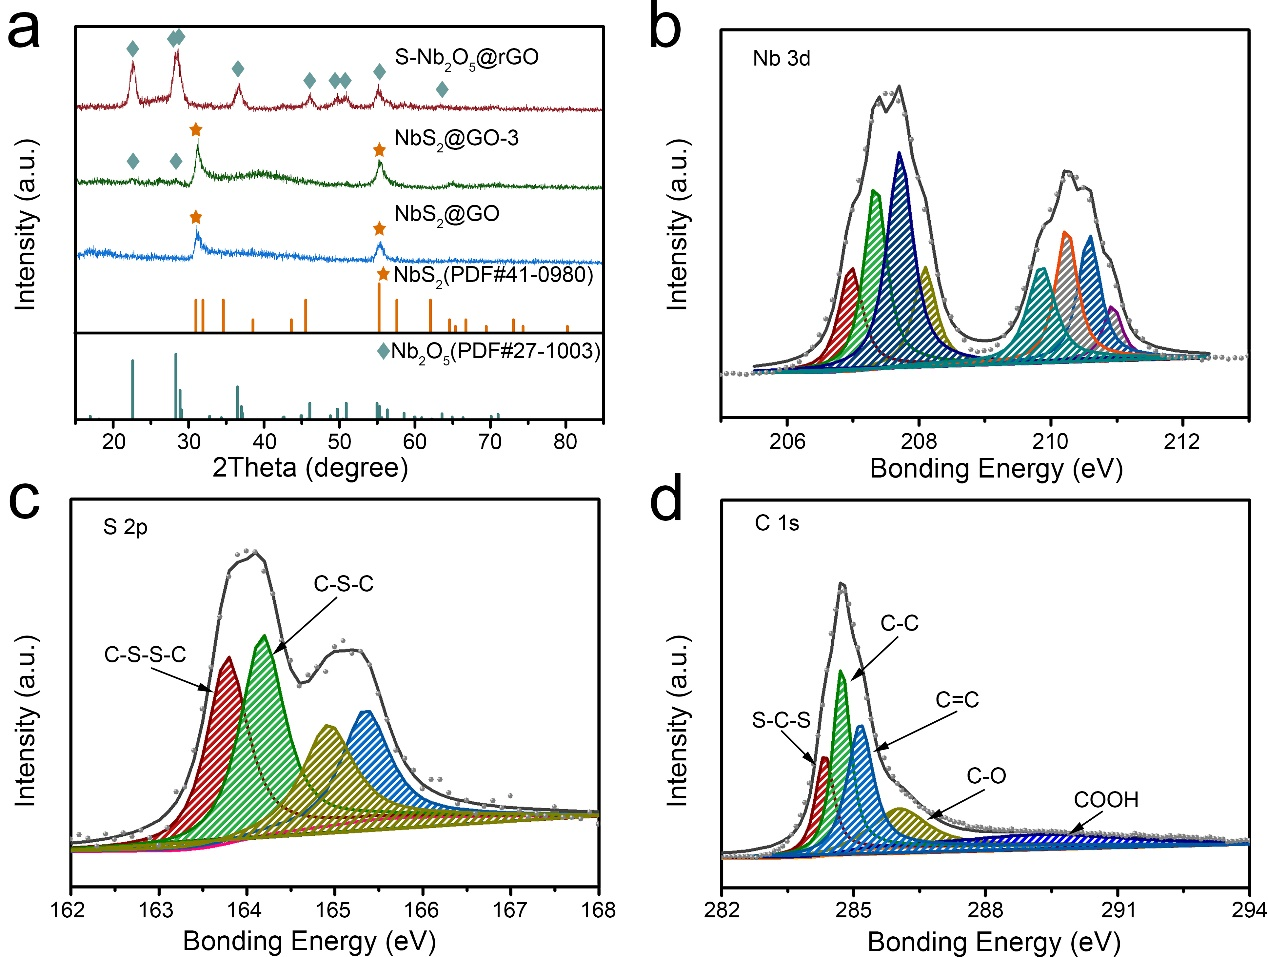 a
S-Nb₂O₅@rGO
NbS₂@GO-3
NbS₂@GO
NbS₂(PDF#41-0980)
Nb₂O₅(PDF#27-1003)
Intensity (a.u.)
20 30 40 50 60 70 80
2Theta (degree)
b
Nb 3d
Intensity (a.u.)
206 208 210 212
Bonding Energy (eV)
c
S 2p
C-S-C
C-S-S-C
Intensity (a.u.)
162 163 164 165 166 167 168
Bonding Energy (eV)
d
C 1s
C-C
C=C
S-C-S
C-O
COOH
Intensity (a.u.)
282 285 288 291 294
Bonding Energy (eV)